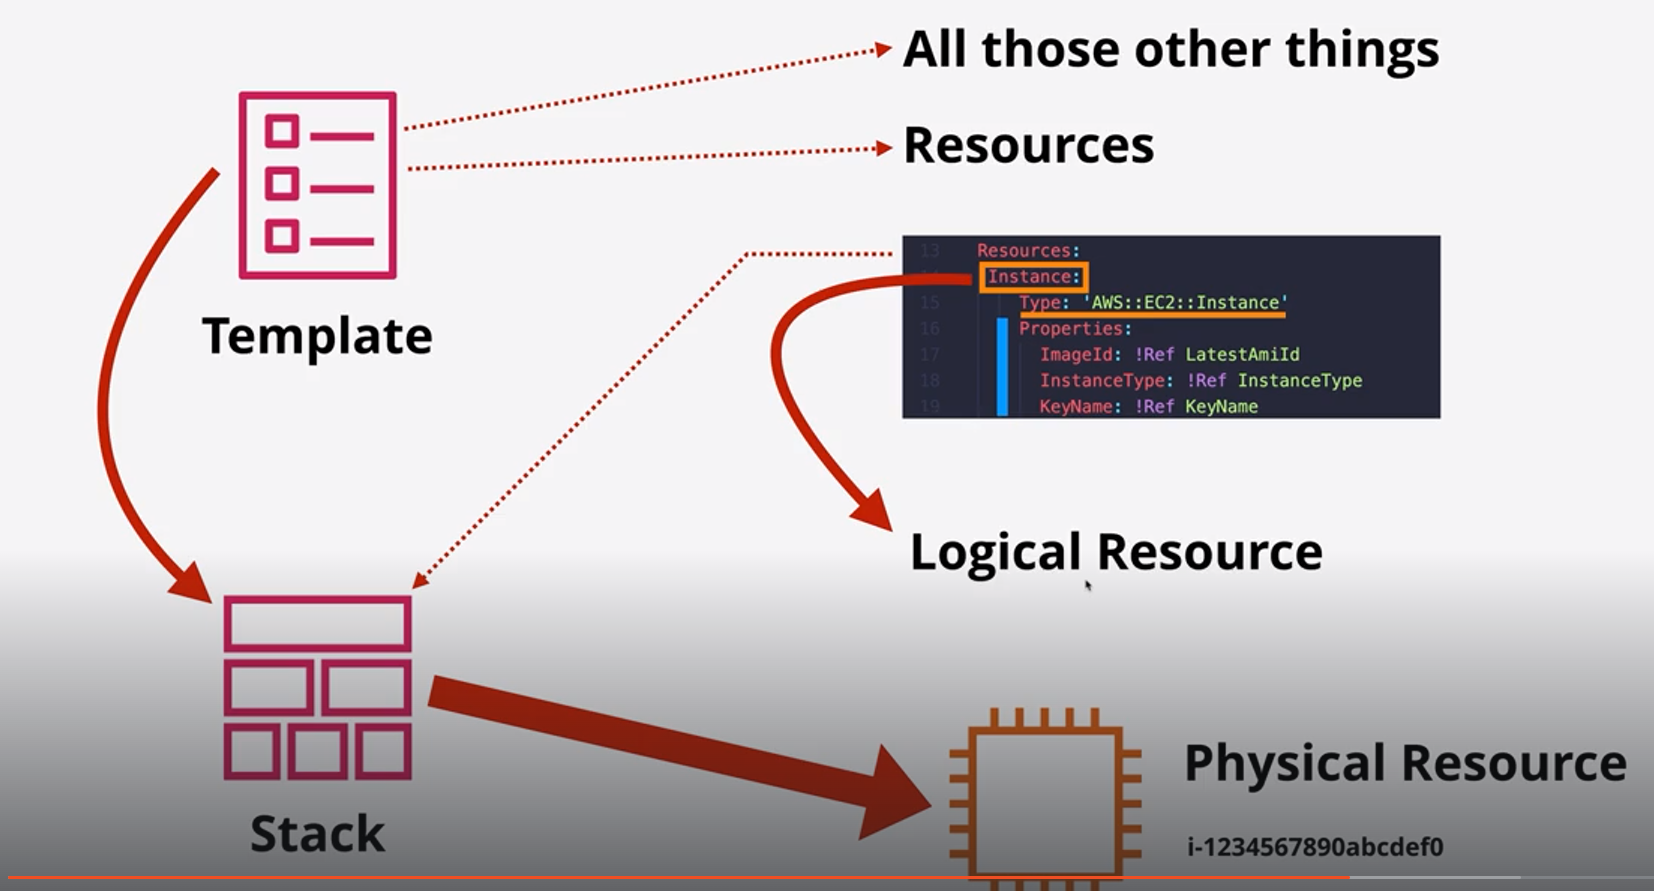 All those other things
Resources
Template
13 Resources:
Instance:
15 Type: 'AWS::EC2::Instance'
16 Properties:
17 ImageId: !Ref LatestAmiId
18 InstanceType: !Ref InstanceType
19 KeyName: !Ref KeyName
Logical Resource
Stack
Physical Resource
i-1234567890abcdef0